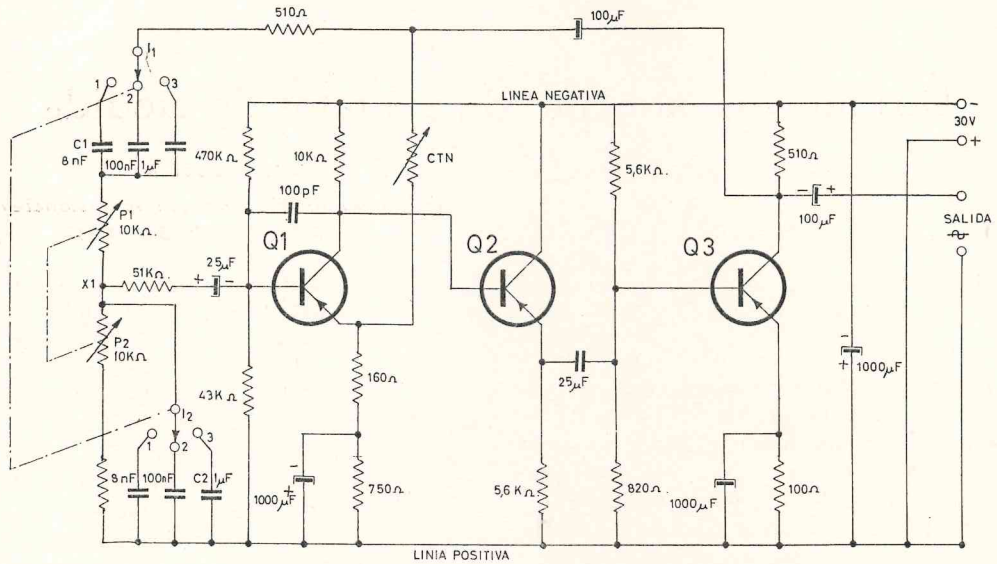 510Ω
100µF
I1
1
2
3
LINEA NEGATIVA
-
30V
+
C1
8nF
100nF
1µF
470KΩ
10KΩ
CTN
5,6KΩ.
510Ω
100pF
- +
100µF
SALIDA
P1
10KΩ.
Q1
Q2
Q3
X1
51KΩ.
25µF
+ -
P2
10KΩ.
160Ω
25µF
-
+
1000µF
I2
1
2
3
43KΩ
8nF
100nF
C2
1µF
-
+
1000µF
750Ω
5,6KΩ
820Ω
-
1000µF
100Ω
LINIA POSITIVA